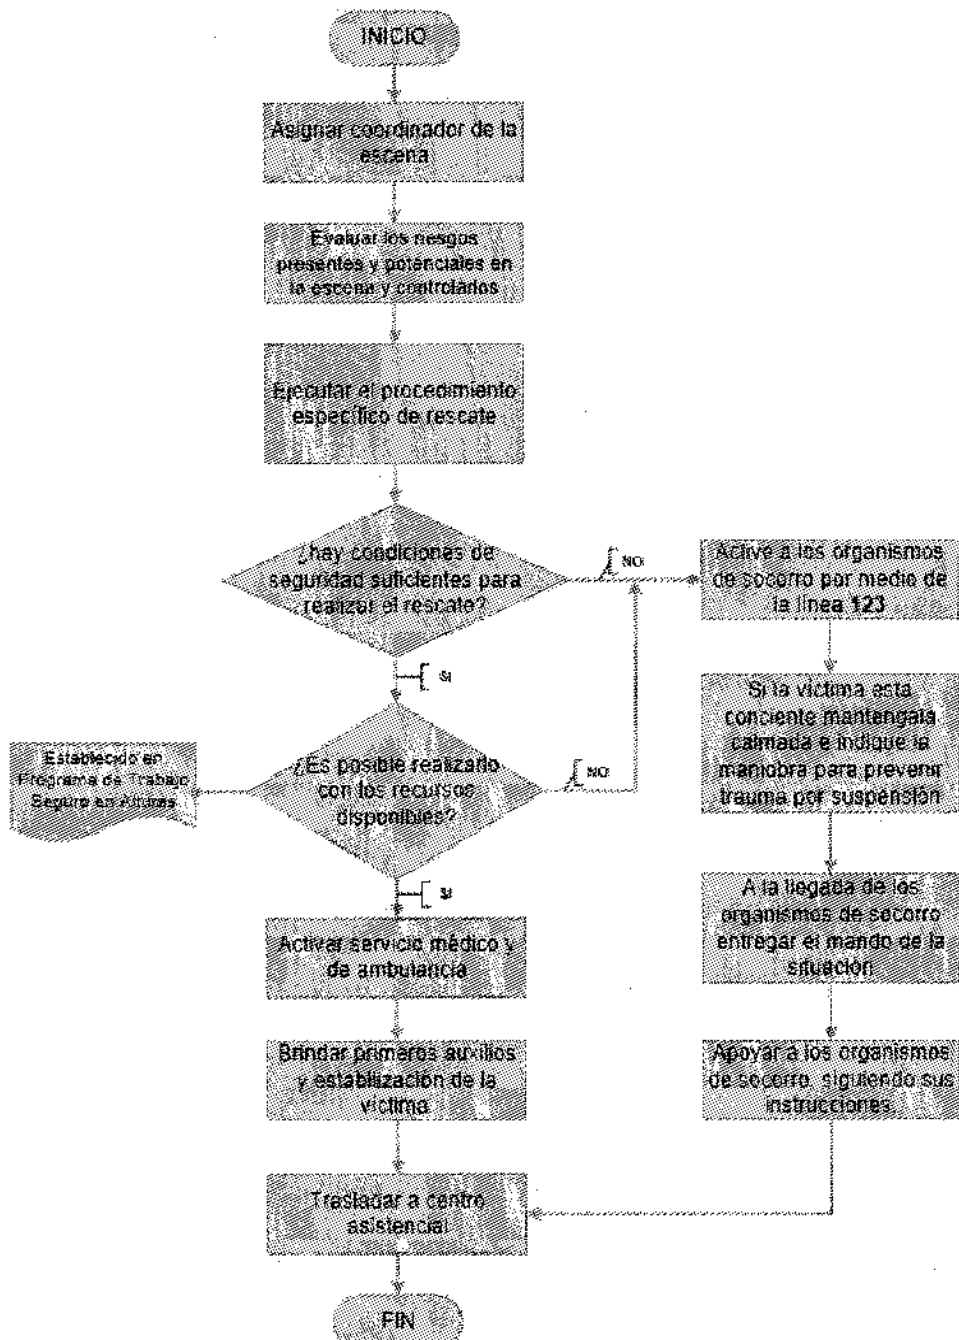 INICIO
Asignar coordinador de la
escena
Evaluar los riesgos
presentes y potenciales en
la escena y controlarlos
Ejecutar el procedimiento
específico de rescate
¿hay condiciones de
seguridad suficientes para
realizar el rescate?
NO
Active a los organismos
de socorro por medio de
la línea 123
SI
Si la víctima esta
conciente mantengala
calmada e indique la
maniobra para prevenir
trauma por suspensión
Establecido en
Programa de Trabajo
Seguro en Alturas
¿Es posible realizarlo
con los recursos
disponibles?
NO
SI
A la llegada de los
organismos de socorro
entregar el mando de la
situación
Activar servicio médico y
de ambulancia
Brindar primeros auxilios
y estabilización de la
víctima
Apoyar a los organismos
de socorro, siguiendo sus
instrucciones
Trasladar a centro
asistencial
FIN